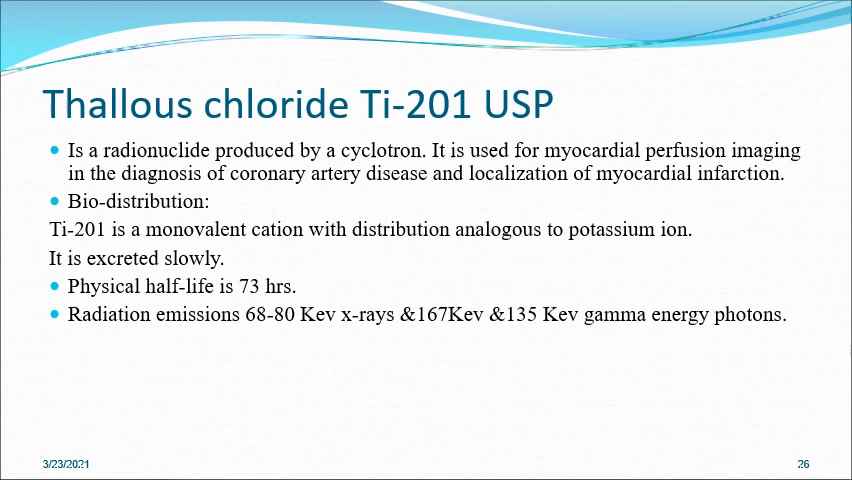 Thallous chloride Ti-201 USP
Is a radionuclide produced by a cyclotron. It is used for myocardial perfusion imaging
in the diagnosis of coronary artery disease and localization of myocardial infarction.
Bio-distribution:
Ti-201 is a monovalent cation with distribution analogous to potassium ion.
It is excreted slowly.
Physical half-life is 73 hrs.
Radiation emissions 68-80 Kev x-rays &167Kev &135 Kev gamma energy photons.
3/23/2021
26